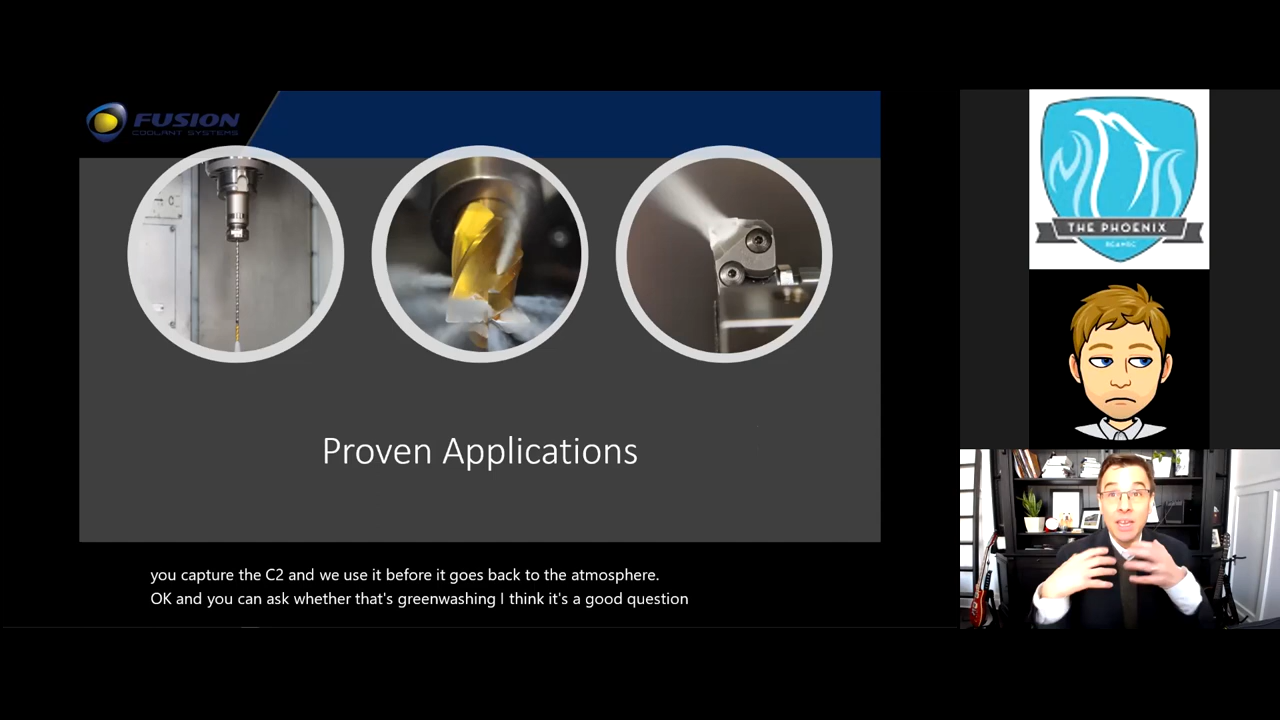 FUSION
COOLANT SYSTEMS
Proven Applications
you capture the C2 and we use it before it goes back to the atmosphere.
OK and you can ask whether that's greenwashing I think it's a good question
THE PHOENIX